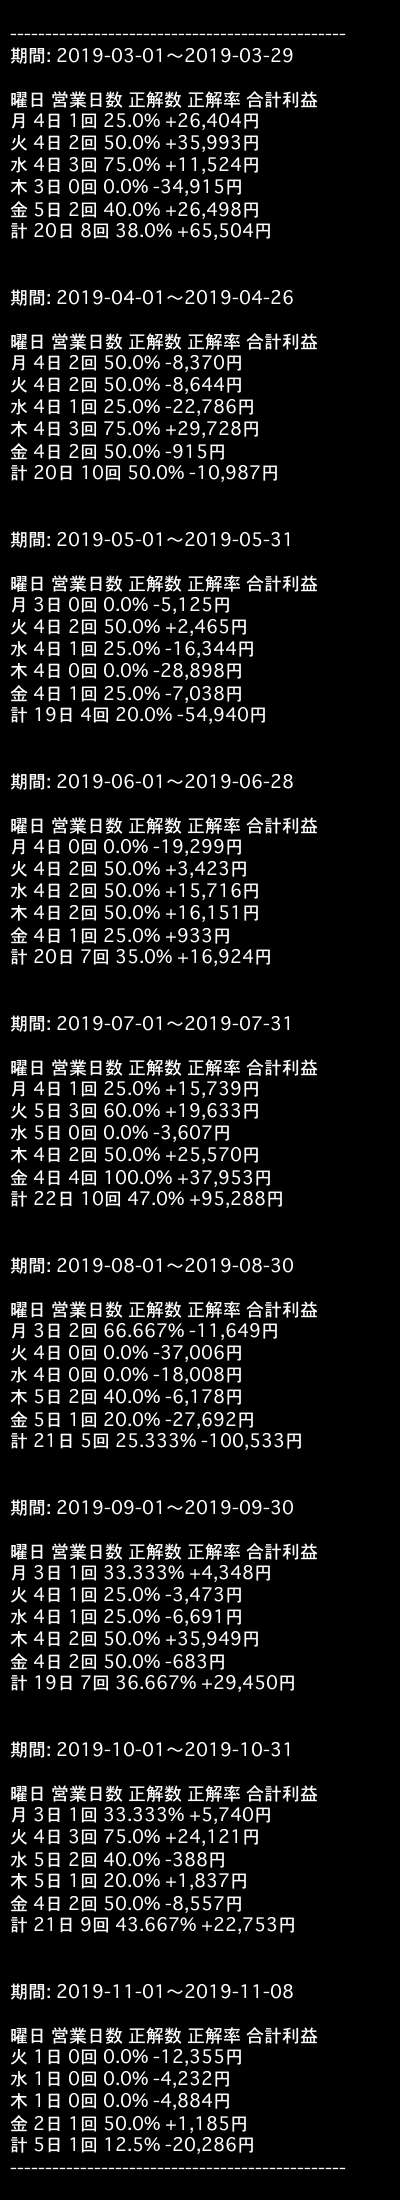 ------------------------------------------------
期間: 2019-03-01〜2019-03-29
曜日 営業日数 正解数 正解率 合計利益
月 4日 1回 25.0% +26,404円
火 4日 2回 50.0% +35,993円
水 4日 3回 75.0% +11,524円
木 3日 0回 0.0% -34,915円
金 5日 2回 40.0% +26,498円
計 20日 8回 38.0% +65,504円
期間: 2019-04-01〜2019-04-26
曜日 営業日数 正解数 正解率 合計利益
月 4日 2回 50.0% -8,370円
火 4日 2回 50.0% -8,644円
水 4日 1回 25.0% -22,786円
木 4日 3回 75.0% +29,728円
金 4日 2回 50.0% -915円
計 20日 10回 50.0% -10,987円
期間: 2019-05-01〜2019-05-31
曜日 営業日数 正解数 正解率 合計利益
月 3日 0回 0.0% -5,125円
火 4日 2回 50.0% +2,465円
水 4日 1回 25.0% -16,344円
木 4日 0回 0.0% -28,898円
金 4日 1回 25.0% -7,038円
計 19日 4回 20.0% -54,940円
期間: 2019-06-01〜2019-06-28
曜日 営業日数 正解数 正解率 合計利益
月 4日 0回 0.0% -19,299円
火 4日 2回 50.0% +3,423円
水 4日 2回 50.0% +15,716円
木 4日 2回 50.0% +16,151円
金 4日 1回 25.0% +933円
計 20日 7回 35.0% +16,924円
期間: 2019-07-01〜2019-07-31
曜日 営業日数 正解数 正解率 合計利益
月 4日 1回 25.0% +15,739円
火 5日 3回 60.0% +19,633円
水 5日 0回 0.0% -3,607円
木 4日 2回 50.0% +25,570円
金 4日 4回 100.0% +37,953円
計 22日 10回 47.0% +95,288円
期間: 2019-08-01〜2019-08-30
曜日 営業日数 正解数 正解率 合計利益
月 3日 2回 66.667% -11,649円
火 4日 0回 0.0% -37,006円
水 4日 0回 0.0% -18,008円
木 5日 2回 40.0% -6,178円
金 5日 1回 20.0% -27,692円
計 21日 5回 25.333% -100,533円
期間: 2019-09-01〜2019-09-30
曜日 営業日数 正解数 正解率 合計利益
月 3日 1回 33.333% +4,348円
火 4日 1回 25.0% -3,473円
水 4日 1回 25.0% -6,691円
木 4日 2回 50.0% +35,949円
金 4日 2回 50.0% -683円
計 19日 7回 36.667% +29,450円
期間: 2019-10-01〜2019-10-31
曜日 営業日数 正解数 正解率 合計利益
月 3日 1回 33.333% +5,740円
火 4日 3回 75.0% +24,121円
水 5日 2回 40.0% -388円
木 5日 1回 20.0% +1,837円
金 4日 2回 50.0% -8,557円
計 21日 9回 43.667% +22,753円
期間: 2019-11-01〜2019-11-08
曜日 営業日数 正解数 正解率 合計利益
火 1日 0回 0.0% -12,355円
水 1日 0回 0.0% -4,232円
木 1日 0回 0.0% -4,884円
金 2日 1回 50.0% +1,185円
計 5日 1回 12.5% -20,286円
------------------------------------------------